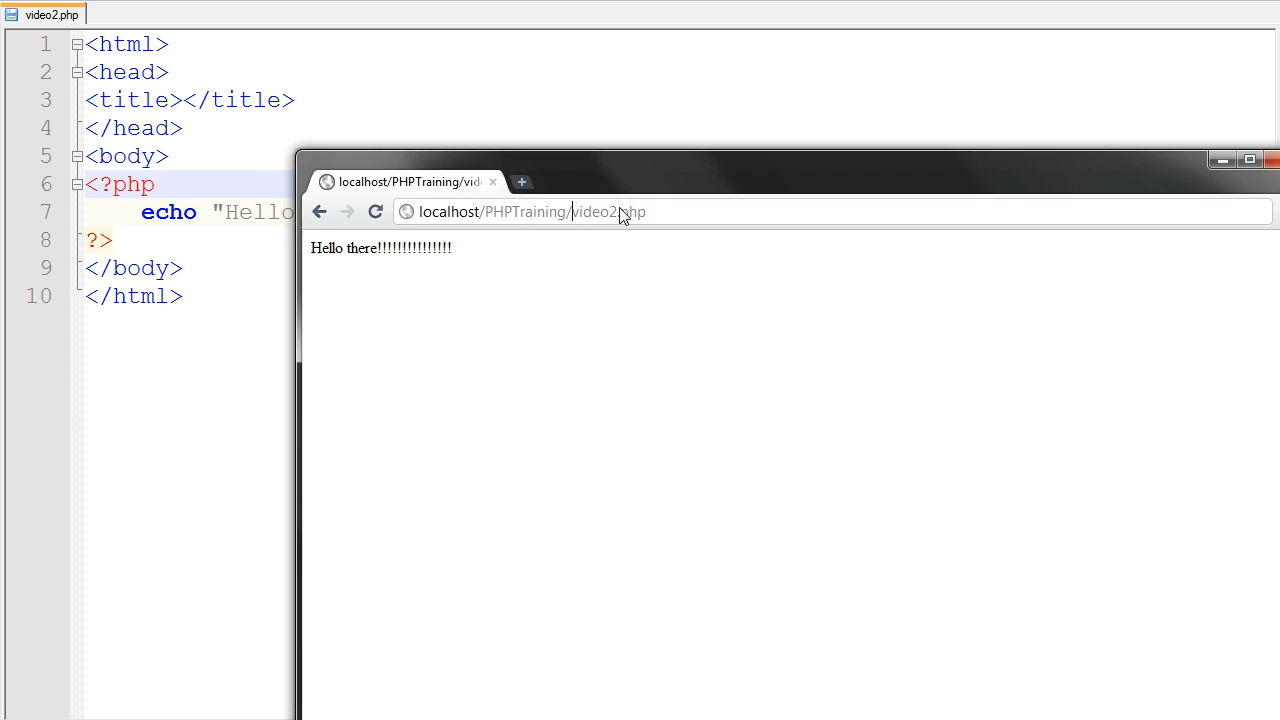 video2.php
1 <html>
2 <head>
3 <title></title>
4 </head>
5 <body>
6 <?php
7 echo "Hello
8 ?>
9 </body>
10 </html>
localhost/PHPTraining/vid
localhost/PHPTraining/video2.php
Hello there!!!!!!!!!!!!!!!